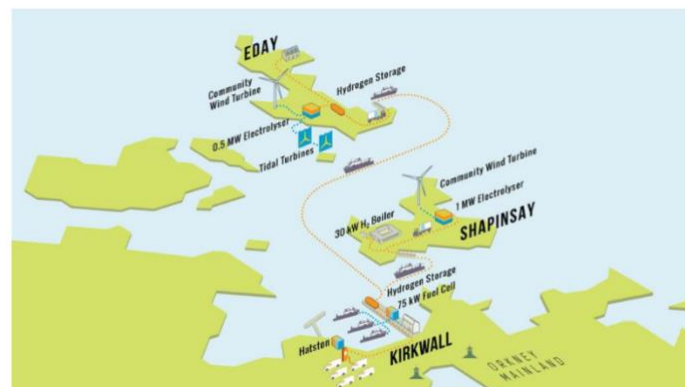 EDAY
Hydrogen Storage
Community
Wind Turbine
0.5 MW Electrolyser
Tidal Turbines
Community Wind Turbine
1 MW Electrolyser
30 kW H₂ Boiler
SHAPINSAY
Hydrogen Storage
75 kW Fuel Cell
Hatston
KIRKWALL
ORKNEY
MAINLAND